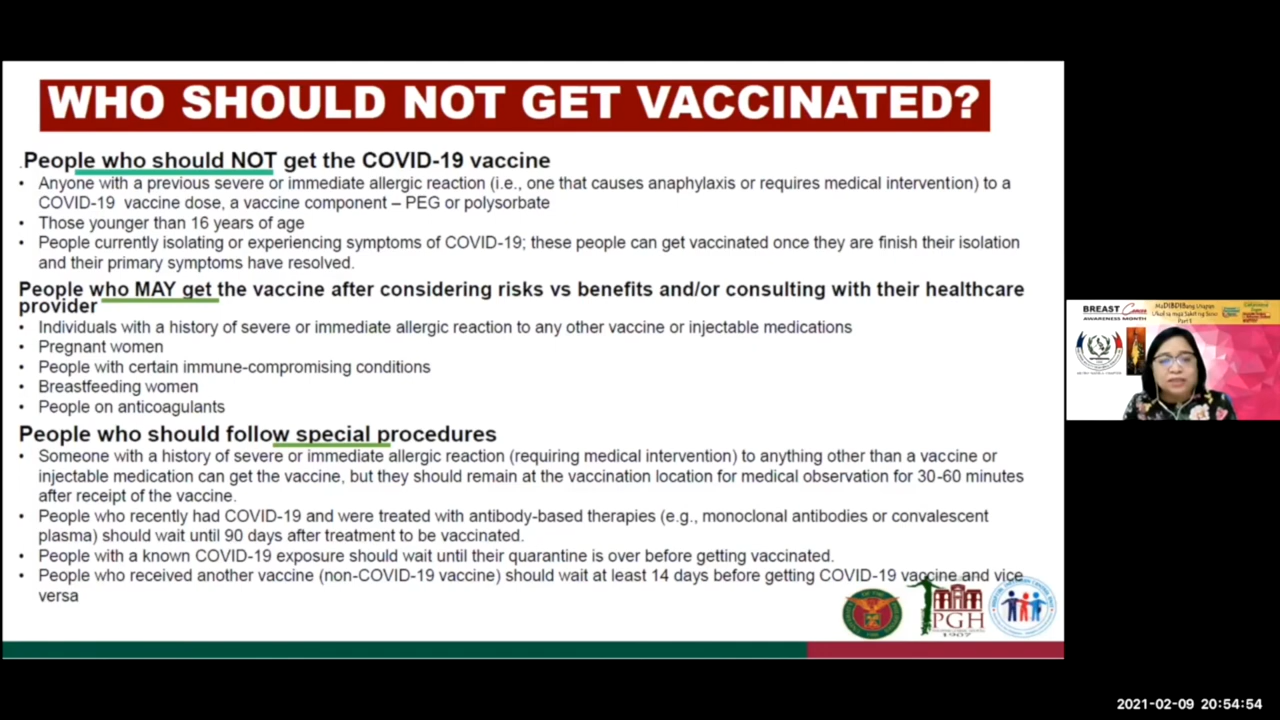 WHO SHOULD NOT GET VACCINATED?
.People who should NOT get the COVID-19 vaccine
• Anyone with a previous severe or immediate allergic reaction (i.e., one that causes anaphylaxis or requires medical intervention) to a
COVID-19 vaccine dose, a vaccine component – PEG or polysorbate
• Those younger than 16 years of age
• People currently isolating or experiencing symptoms of COVID-19; these people can get vaccinated once they are finish their isolation
and their primary symptoms have resolved.
People who MAY get the vaccine after considering risks vs benefits and/or consulting with their healthcare
provider
• Individuals with a history of severe or immediate allergic reaction to any other vaccine or injectable medications
• Pregnant women
• People with certain immune-compromising conditions
• Breastfeeding women
• People on anticoagulants
People who should follow special procedures
• Someone with a history of severe or immediate allergic reaction (requiring medical intervention) to anything other than a vaccine or
injectable medication can get the vaccine, but they should remain at the vaccination location for medical observation for 30-60 minutes
after receipt of the vaccine.
• People who recently had COVID-19 and were treated with antibody-based therapies (e.g., monoclonal antibodies or convalescent
plasma) should wait until 90 days after treatment to be vaccinated.
• People with a known COVID-19 exposure should wait until their quarantine is over before getting vaccinated.
• People who received another vaccine (non-COVID-19 vaccine) should wait at least 14 days before getting COVID-19 vaccine and vice
versa
PGH
1907
BREAST Cancer
AWARENESS MONTH
Part I
2021-02-09 20:54:54